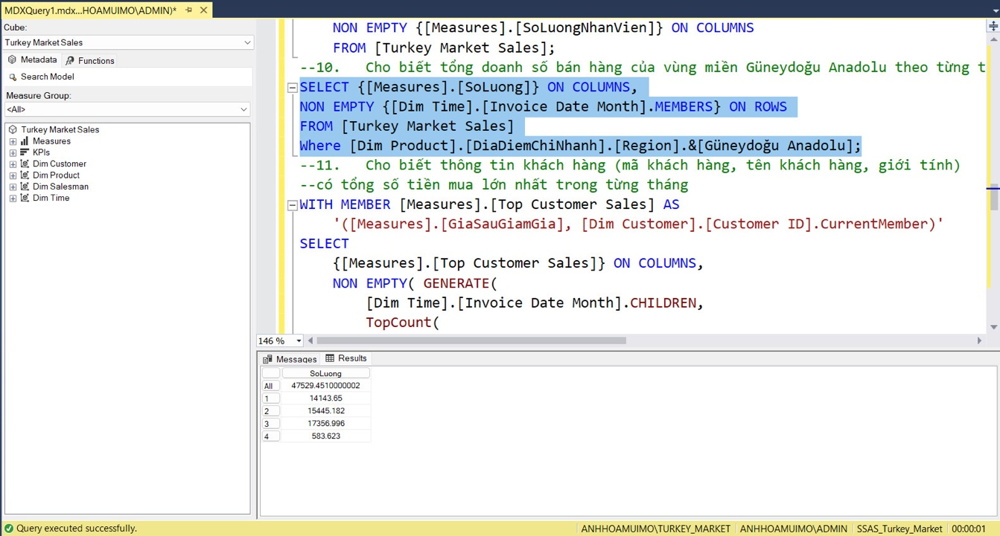 MDXQuery1.mdx...HOAMUIMO\ADMIN)*
Cube:
Turkey Market Sales
Metadata
Functions
Search Model
Measure Group:
<All>
Turkey Market Sales
Measures
KPIs
Dim Customer
Dim Product
Dim Salesman
Dim Time
NON EMPTY {[Measures].[SoLuongNhanVien]} ON COLUMNS
FROM [Turkey Market Sales];
--10. Cho biết tổng doanh số bán hàng của vùng miền Güneydoğu Anadolu theo từng t
SELECT {[Measures].[SoLuong]} ON COLUMNS,
NON EMPTY {[Dim Time].[Invoice Date Month].MEMBERS} ON ROWS
FROM [Turkey Market Sales]
Where [Dim Product].[DiaDiemChiNhanh].[Region].&[Güneydoğu Anadolu];
--11. Cho biết thông tin khách hàng (mã khách hàng, tên khách hàng, giới tính)
--có tổng số tiền mua lớn nhất trong từng tháng
WITH MEMBER [Measures].[Top Customer Sales] AS
'([Measures].[GiaSauGiamGia], [Dim Customer].[Customer ID].CurrentMember)'
SELECT
{[Measures].[Top Customer Sales]} ON COLUMNS,
NON EMPTY( GENERATE(
[Dim Time].[Invoice Date Month].CHILDREN,
TopCount(
146 %
Messages
Results
SoLuong
All 47529.4510000002
1 14143.65
2 15445.182
3 17356.996
4 583.623
Query executed successfully.
ANHHOAMUIMO\TURKEY_MARKET
ANHHOAMUIMO\ADMIN
SSAS_Turkey_Market
00:00:01